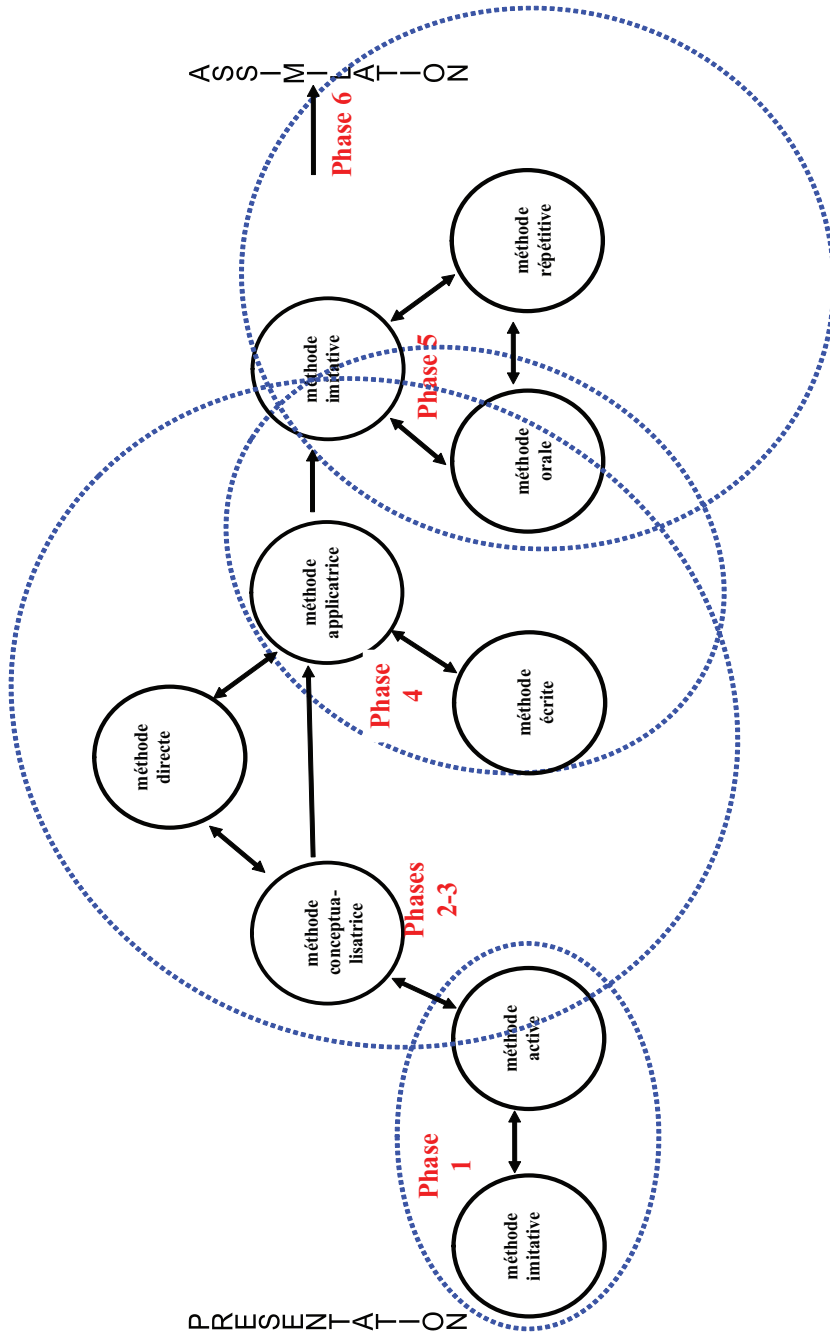 PRESENTATION
méthode
imitative
Phase
1
méthode
active
méthode
conceptua-
lisatrice
Phases
2-3
méthode
directe
méthode
applicatrice
Phase
4
méthode
écrite
méthode
imitative
Phase 5
méthode
orale
méthode
répétitive
Phase 6
ASSIMILATION